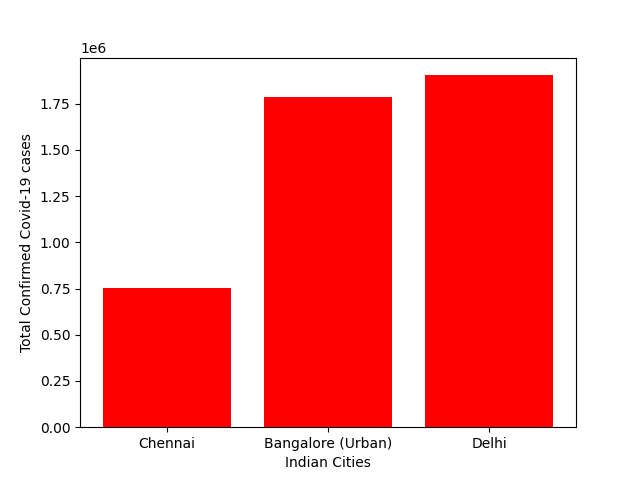 1e6
1.75
1.50
1.25
1.00
0.75
0.50
0.25
0.00
Total Confirmed Covid-19 cases
Chennai
Bangalore (Urban)
Delhi
Indian Cities